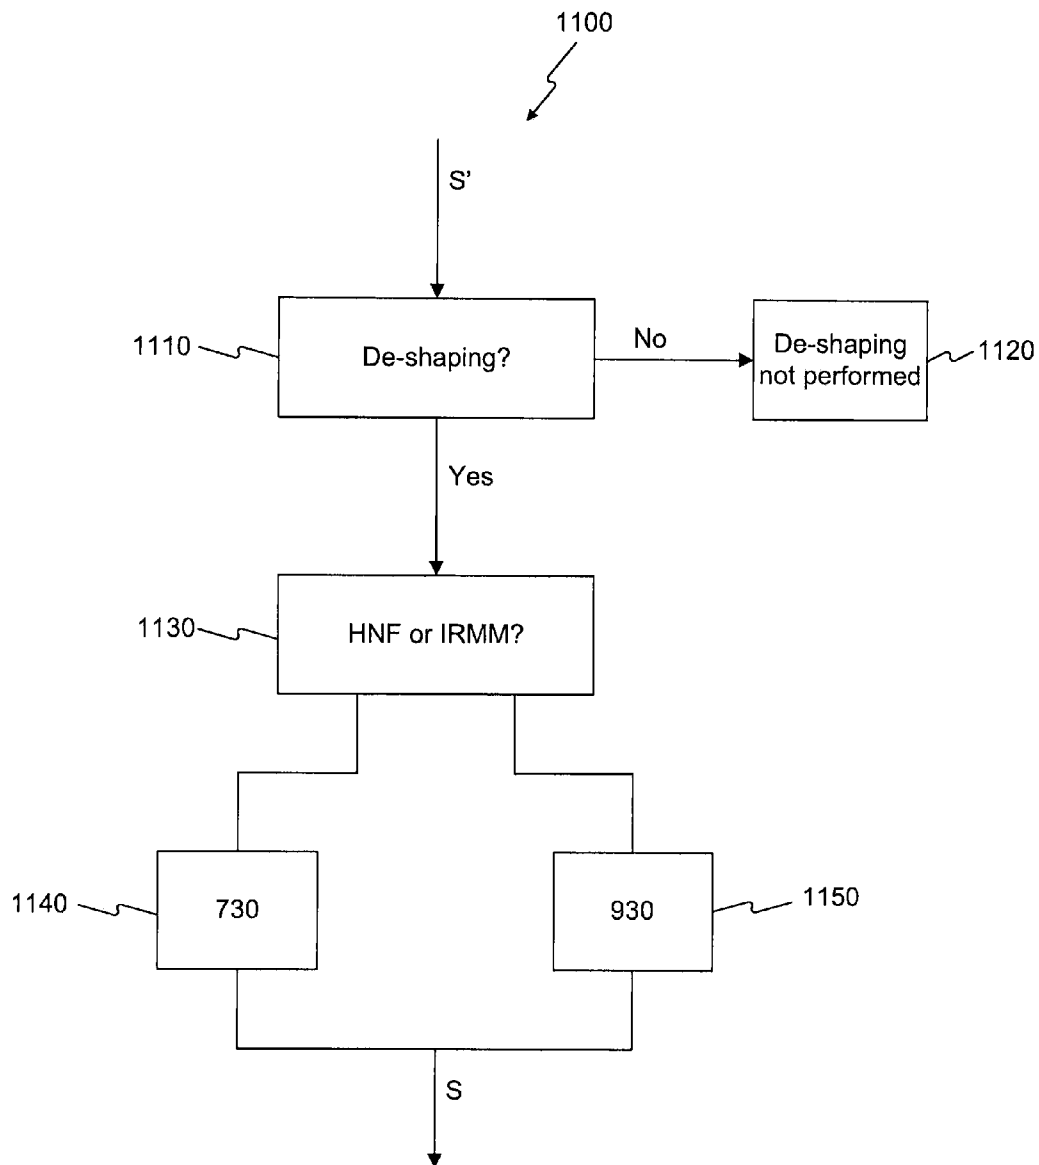 1100
S'
1110
De-shaping?
No
De-shaping
not performed
1120
Yes
1130
HNF or IRMM?
1140
730
930
1150
S